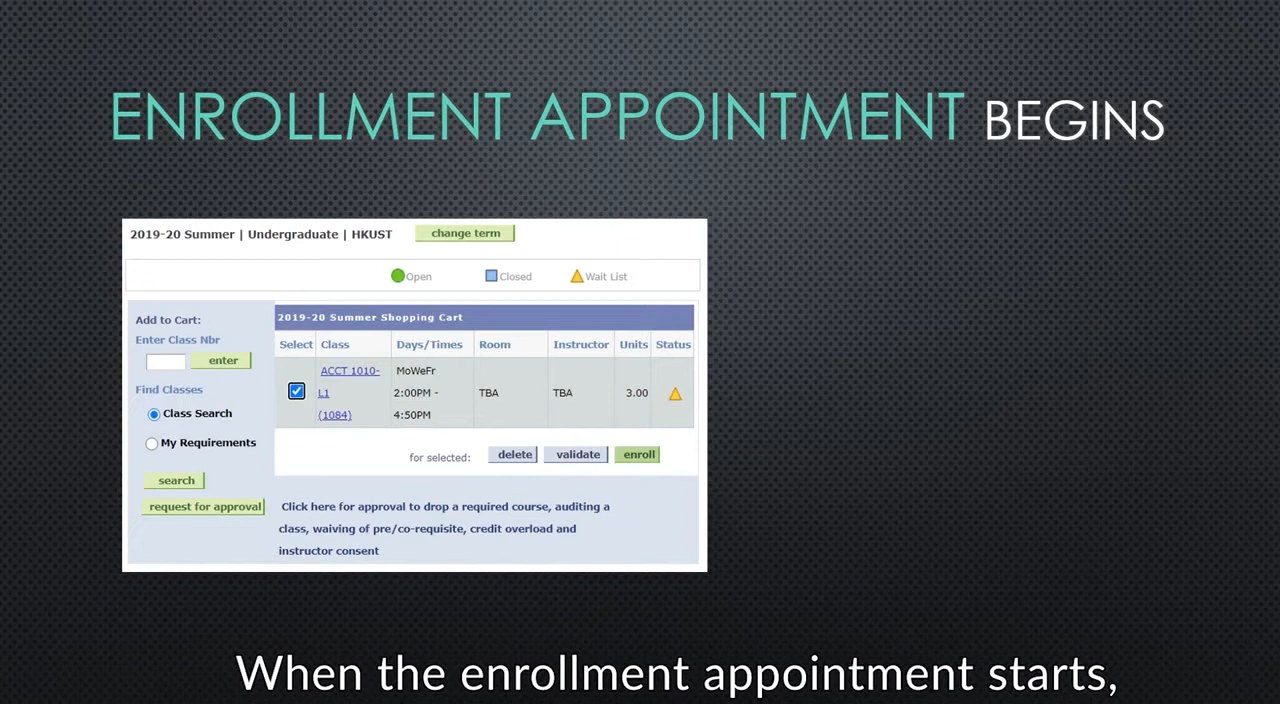 ENROLLMENT APPOINTMENT BEGINS
2019-20 Summer | Undergraduate | HKUST change term
Open Closed Wait List
Add to Cart:
Enter Class Nbr
enter
Find Classes
Class Search
My Requirements
search
request for approval
2019-20 Summer Shopping Cart
Select Class Days/Times Room Instructor Units Status
ACCT 1010- MoWeFr
L1 2:00PM - TBA TBA 3.00
(1084) 4:50PM
for selected: delete validate enroll
Click here for approval to drop a required course, auditing a
class, waiving of pre/co-requisite, credit overload and
instructor consent
When the enrollment appointment starts,